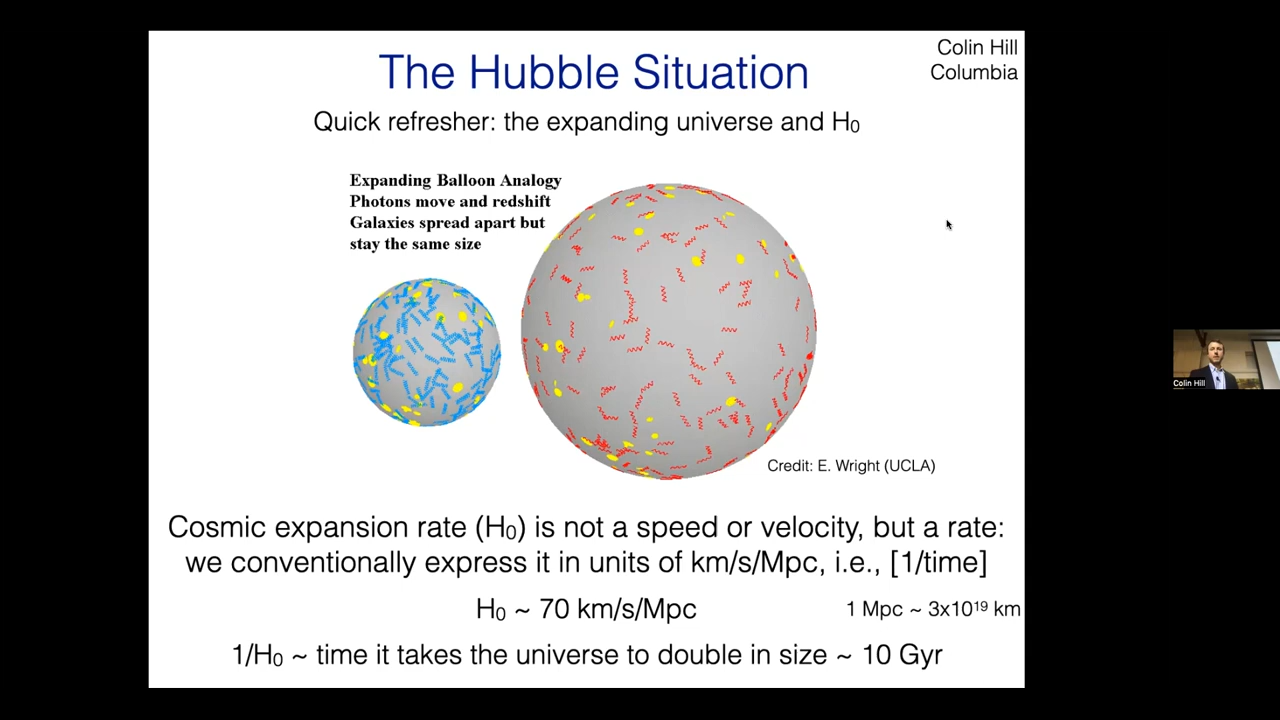 Colin Hill
Columbia
The Hubble Situation
Quick refresher: the expanding universe and H₀
Expanding Balloon Analogy
Photons move and redshift
Galaxies spread apart but
stay the same size
Credit: E. Wright (UCLA)
Cosmic expansion rate (H₀) is not a speed or velocity, but a rate:
we conventionally express it in units of km/s/Mpc, i.e., [1/time]
H₀ ~ 70 km/s/Mpc
1 Mpc ~ 3x10¹⁹ km
1/H₀ ~ time it takes the universe to double in size ~ 10 Gyr
Colin Hill